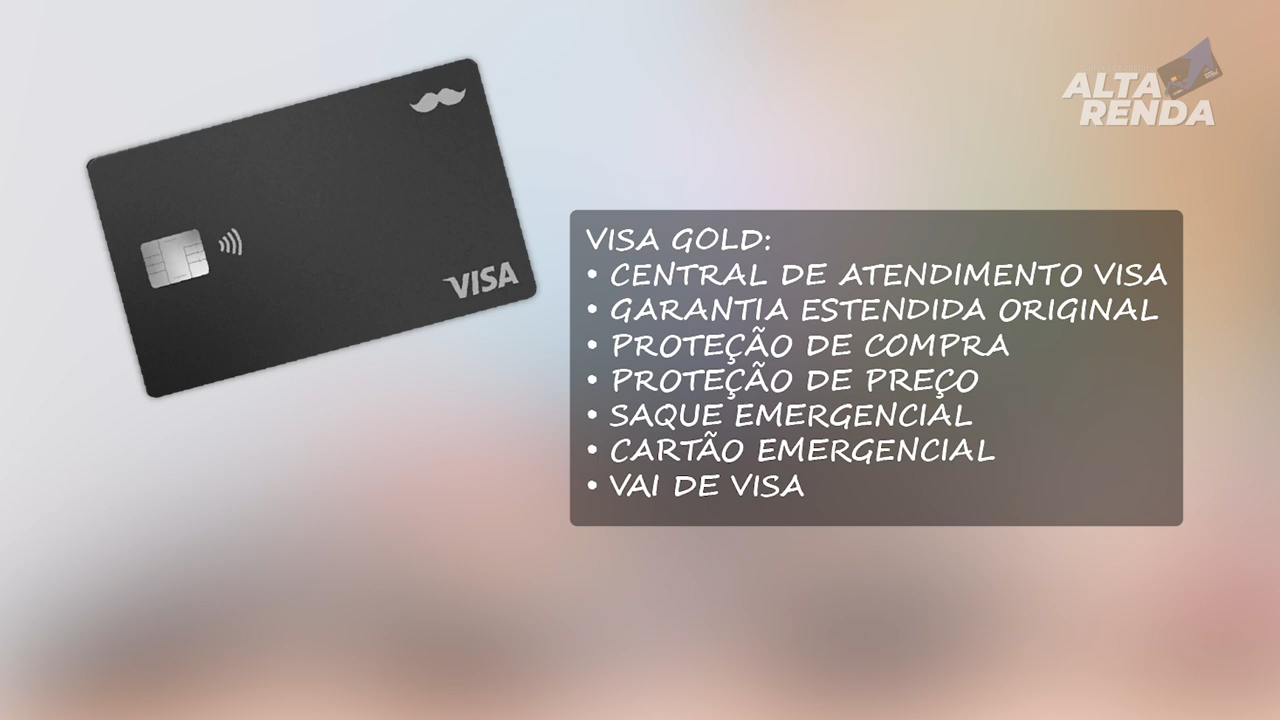 ALTA
RENDA
VISA
VISA GOLD:
• CENTRAL DE ATENDIMENTO VISA
• GARANTIA ESTENDIDA ORIGINAL
• PROTEÇÃO DE COMPRA
• PROTEÇÃO DE PREÇO
• SAQUE EMERGENCIAL
• CARTÃO EMERGENCIAL
• VAI DE VISA